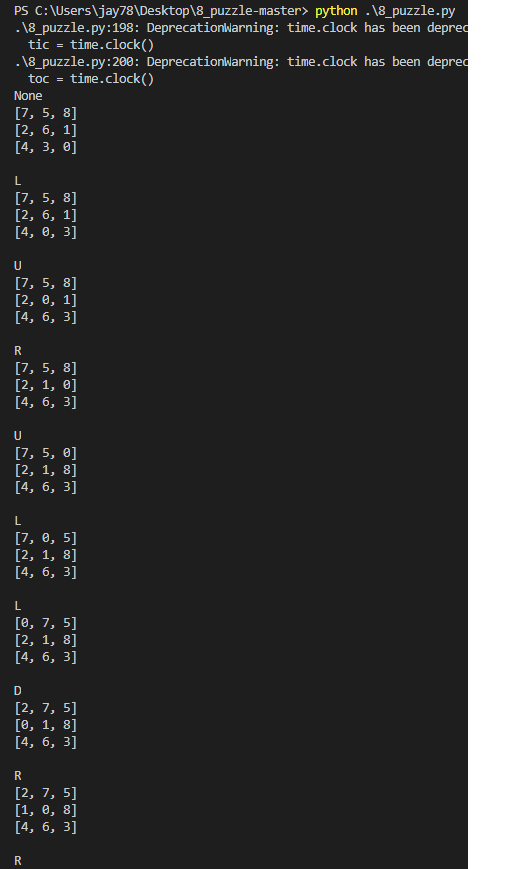 PS C:\Users\jay78\Desktop\8_puzzle-master> python .\8_puzzle.py
.\8_puzzle.py:198: DeprecationWarning: time.clock has been deprec
  tic = time.clock()
.\8_puzzle.py:200: DeprecationWarning: time.clock has been deprec
  toc = time.clock()
None
[7, 5, 8]
[2, 6, 1]
[4, 3, 0]

L
[7, 5, 8]
[2, 6, 1]
[4, 0, 3]

U
[7, 5, 8]
[2, 0, 1]
[4, 6, 3]

R
[7, 5, 8]
[2, 1, 0]
[4, 6, 3]

U
[7, 5, 0]
[2, 1, 8]
[4, 6, 3]

L
[7, 0, 5]
[2, 1, 8]
[4, 6, 3]

L
[0, 7, 5]
[2, 1, 8]
[4, 6, 3]

D
[2, 7, 5]
[0, 1, 8]
[4, 6, 3]

R
[2, 7, 5]
[1, 0, 8]
[4, 6, 3]

R